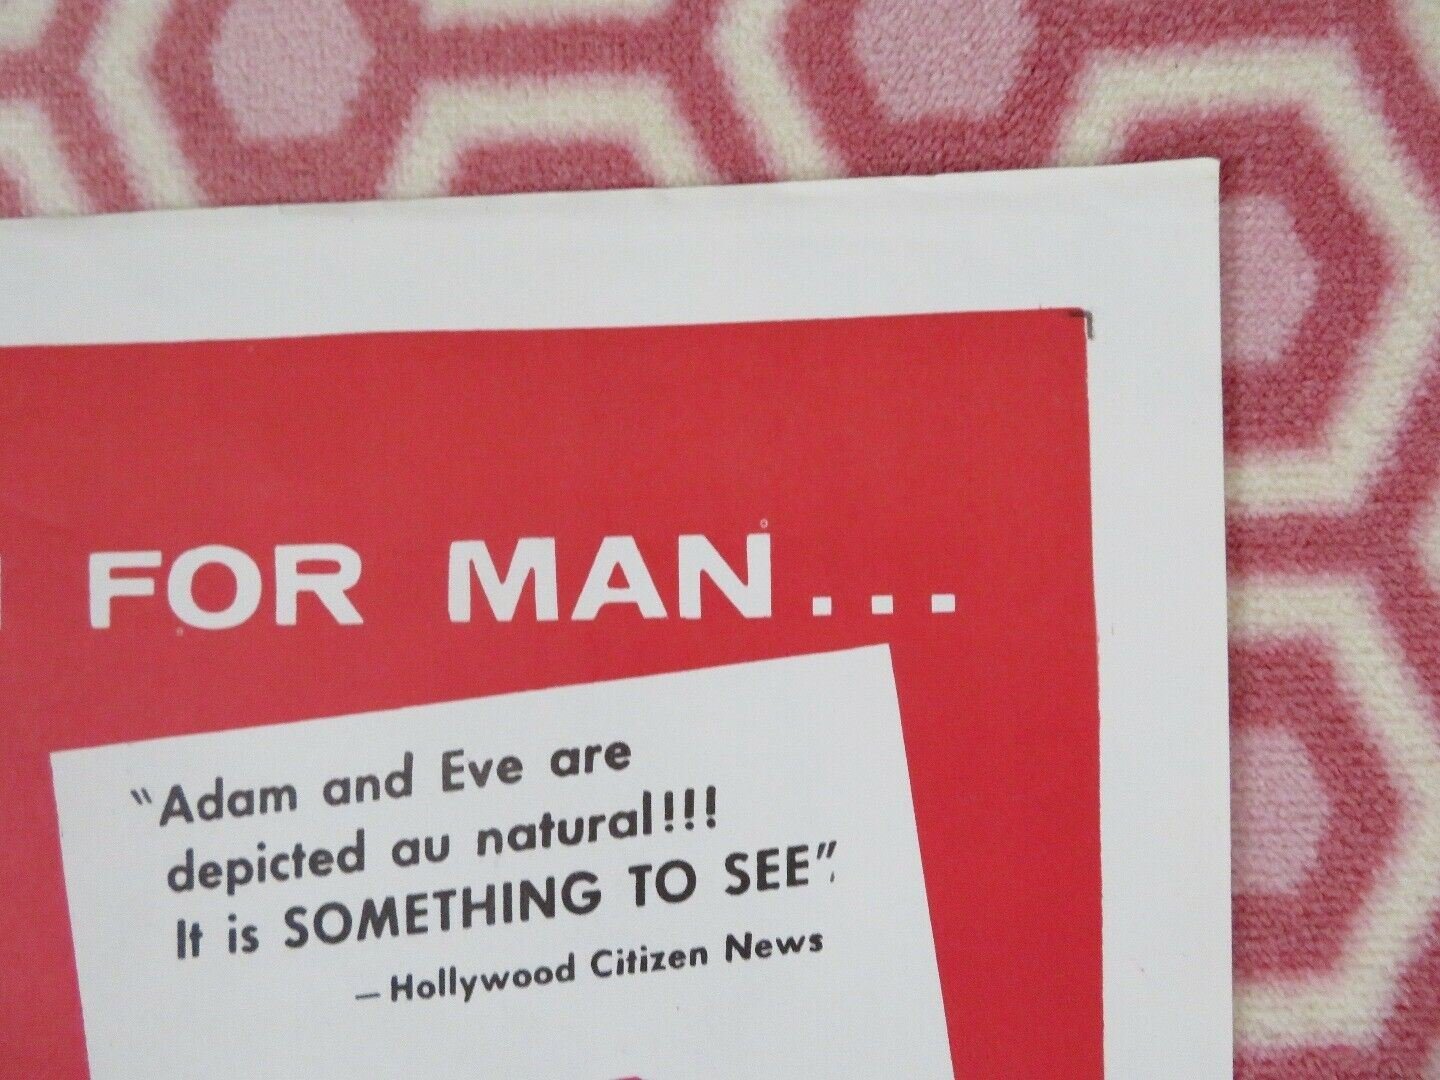 FOR MAN...
"Adam and Eve are
depicted au natural!!!
It is SOMETHING TO SEE".
—Hollywood Citizen News